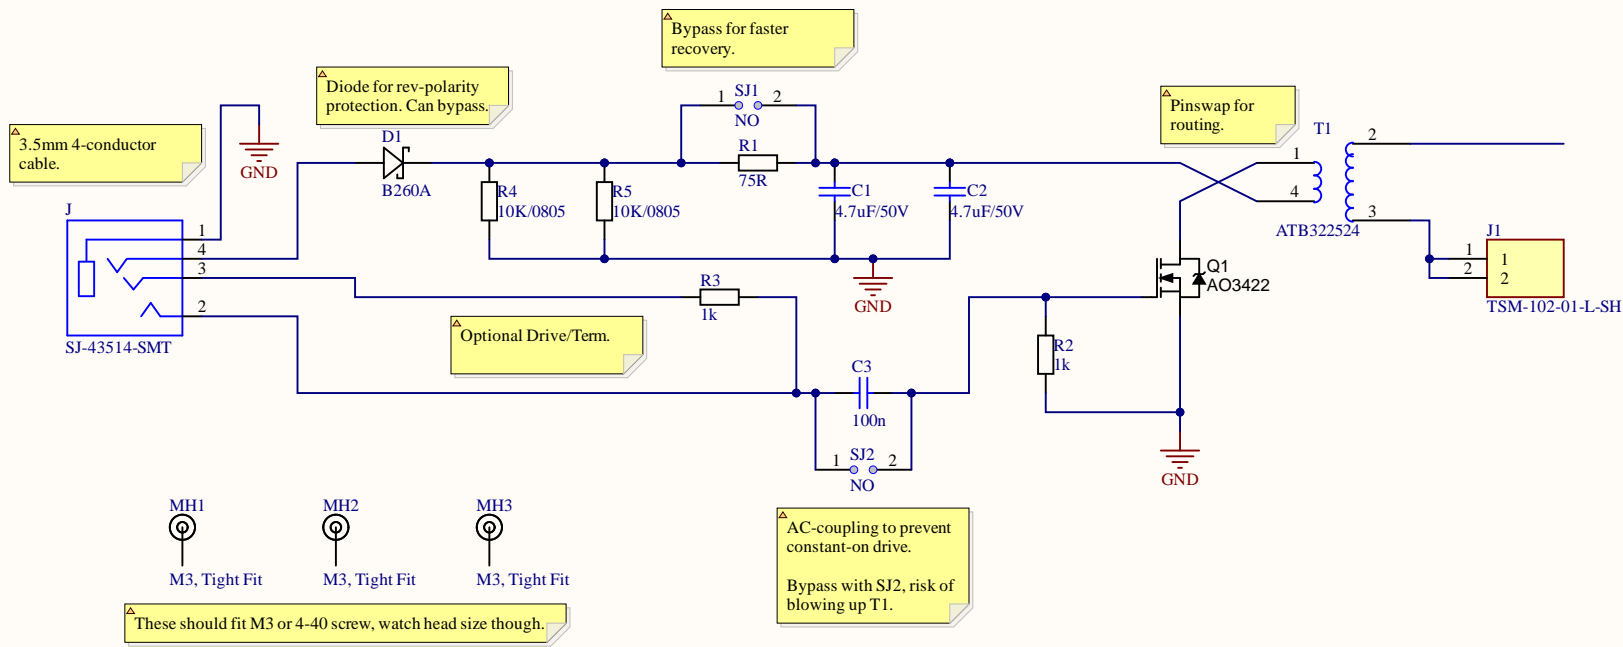 Bypass for faster
recovery.
Diode for rev-polarity
protection. Can bypass.
Pinswap for
routing.
3.5mm 4-conductor
cable.
GND
D1
B260A
1
SJ1
2
NO
R1
75R
R4
10K/0805
R5
10K/0805
C1
4.7uF/50V
C2
4.7uF/50V
GND
T1
1
4
2
3
ATB322524
J1
1
2
1
2
TSM-102-01-L-SH
J
1
4
3
2
SJ-43514-SMT
R3
1k
Optional Drive/Term.
Q1
AO3422
R2
1k
C3
100n
1
SJ2
2
NO
GND
MH1
M3, Tight Fit
MH2
M3, Tight Fit
MH3
M3, Tight Fit
AC-coupling to prevent
constant-on drive.
Bypass with SJ2, risk of
blowing up T1.
These should fit M3 or 4-40 screw, watch head size though.